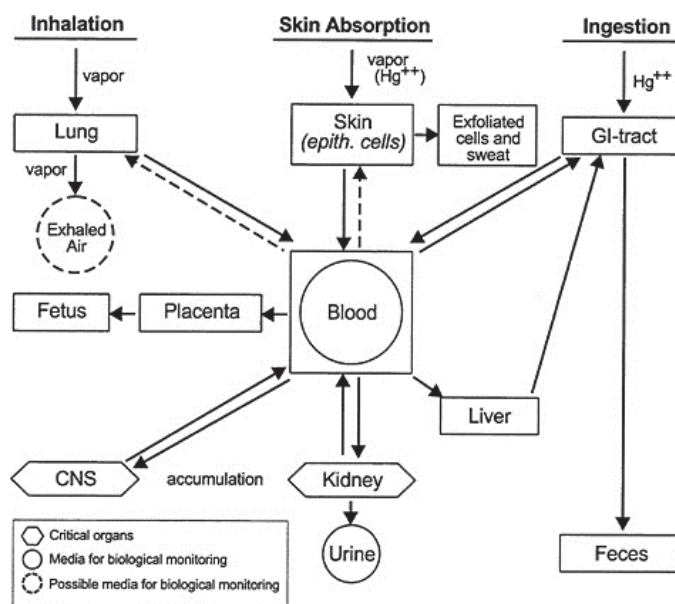 Inhalation
Skin Absorption
Ingestion
vapor
vapor
(Hg++)
Hg++
Lung
Skin
(epith. cells)
Exfoliated
cells and
sweat
GI-tract
vapor
Exhaled
Air
Fetus
Placenta
Blood
Liver
CNS
accumulation
Kidney
Urine
Feces
Critical organs
Media for biological monitoring
Possible media for biological monitoring